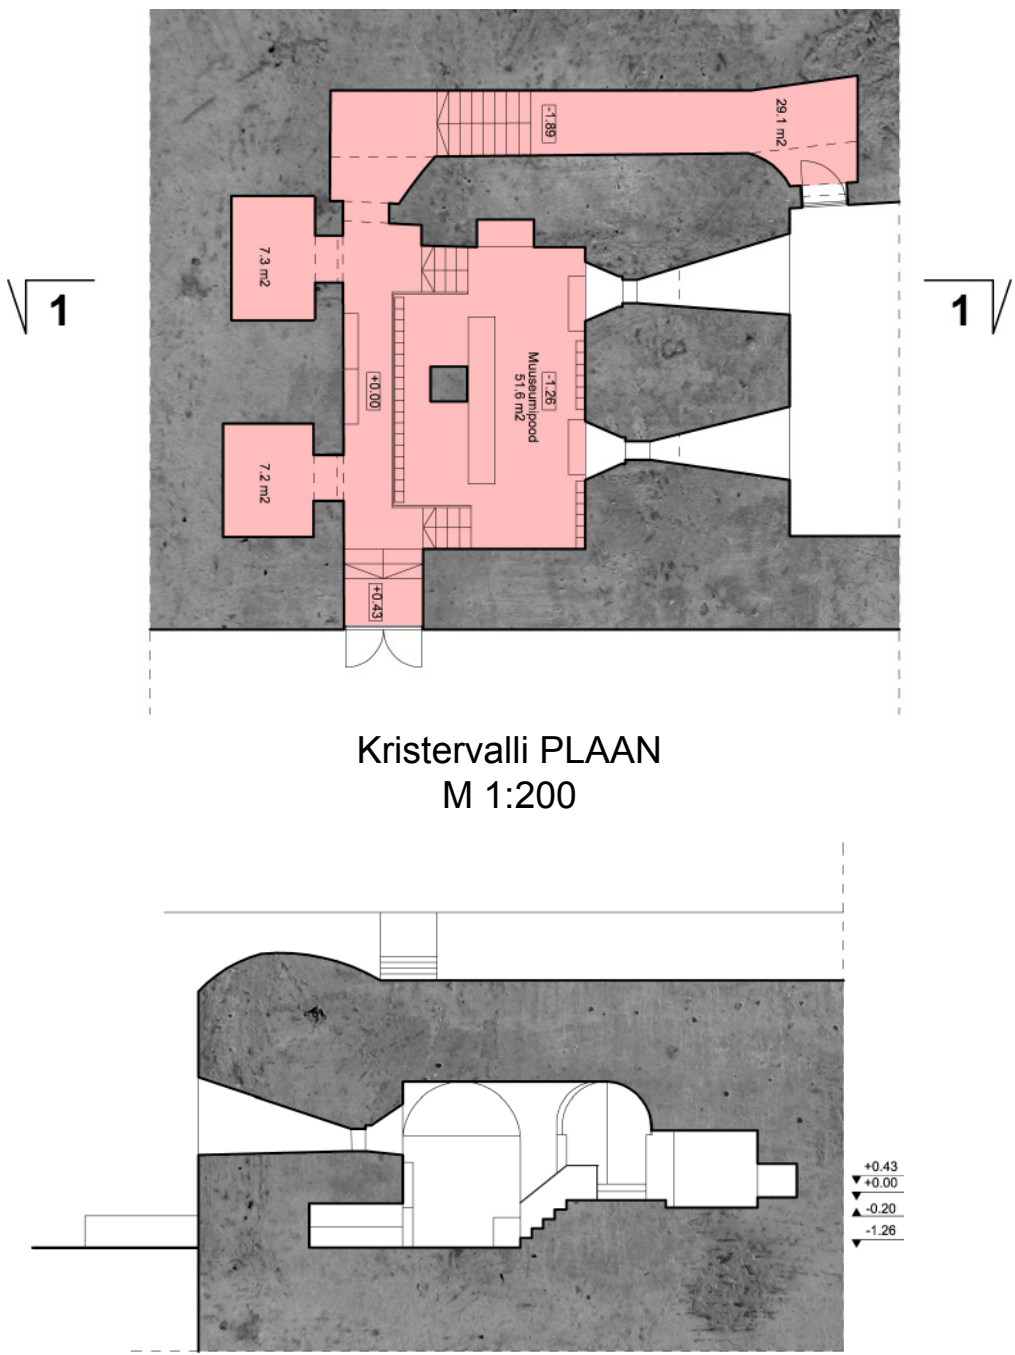 -1.89
29.1 m2
7.3 m2
1
1
+0.00
Muuseumipood
51.6 m2
-1.26
7.2 m2
+0.43
Kristervalli PLAAN
M 1:200
+0.43
+0.00
-0.20
-1.26